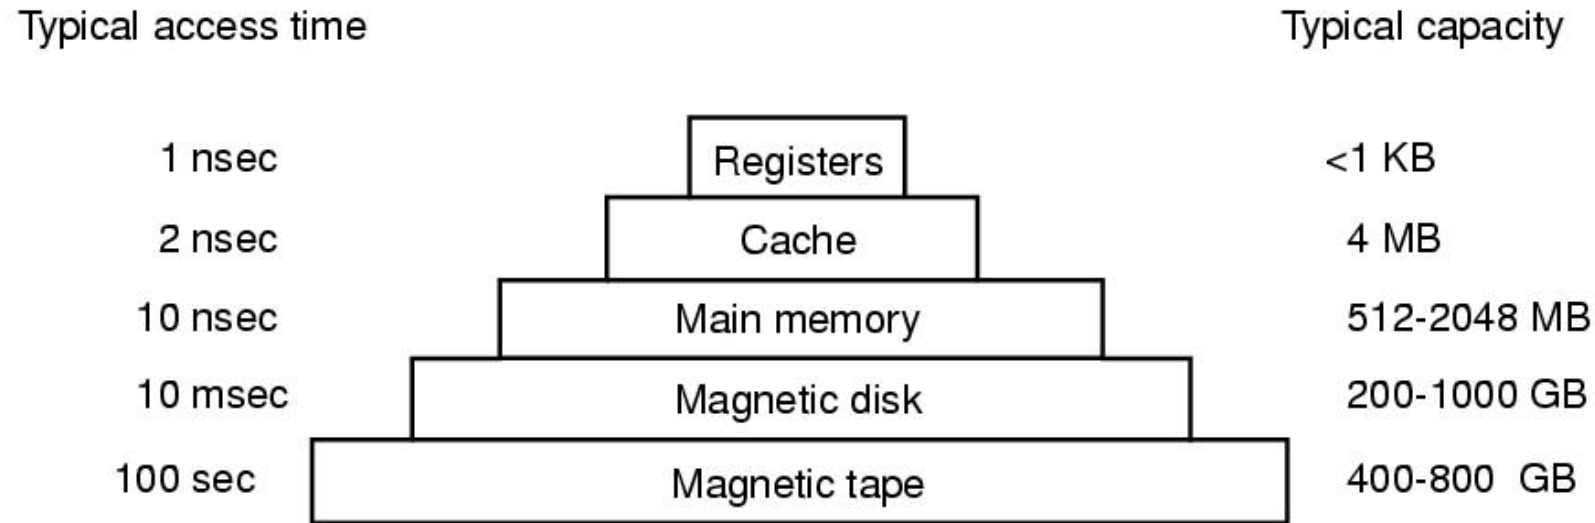 Typical access time Typical capacity
1 nsec Registers <1 KB
2 nsec Cache 4 MB
10 nsec Main memory 512-2048 MB
10 msec Magnetic disk 200-1000 GB
100 sec Magnetic tape 400-800 GB